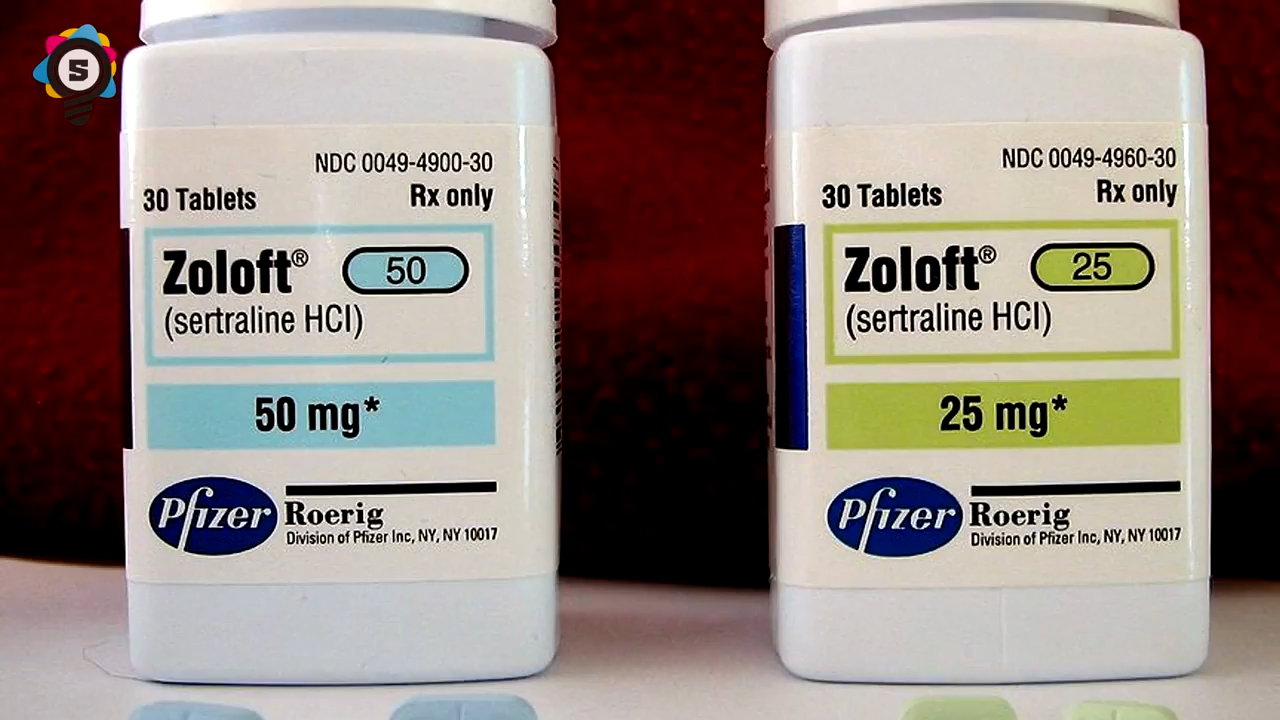 5
NDC 0049-4900-30
30 Tablets Rx only
Zoloft® 50
(sertraline HCl)
50 mg*
Pfizer Roerig
Division of Pfizer Inc, NY, NY 10017
NDC 0049-4960-30
30 Tablets Rx only
Zoloft® 25
(sertraline HCl)
25 mg*
Pfizer Roerig
Division of Pfizer Inc, NY, NY 10017